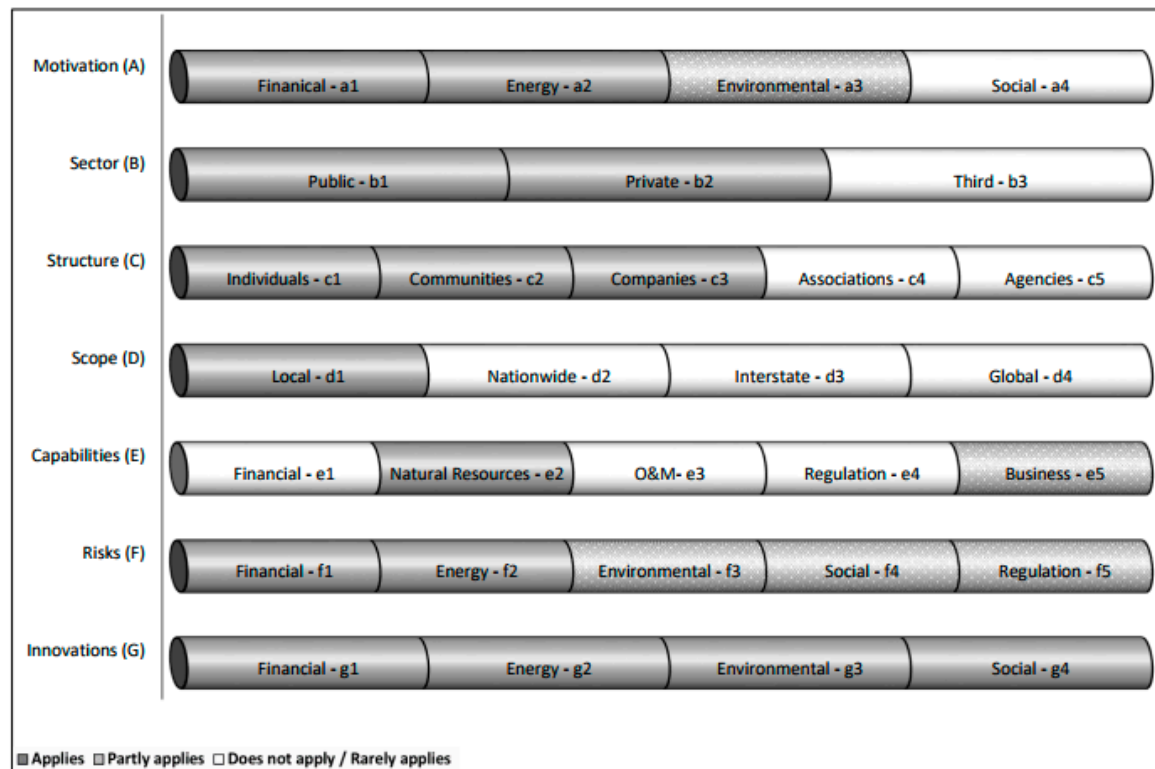 Motivation (A)
Finanical - a1
Energy - a2
Environmental - a3
Social - a4
Sector (B)
Public - b1
Private - b2
Third - b3
Structure (C)
Individuals - c1
Communities - c2
Companies - c3
Associations - c4
Agencies - c5
Scope (D)
Local - d1
Nationwide - d2
Interstate - d3
Global - d4
Capabilities (E)
Financial - e1
Natural Resources - e2
O&M- e3
Regulation - e4
Business - e5
Risks (F)
Financial - f1
Energy - f2
Environmental - f3
Social - f4
Regulation - f5
Innovations (G)
Financial - g1
Energy - g2
Environmental - g3
Social - g4
Applies Partly applies Does not apply / Rarely applies